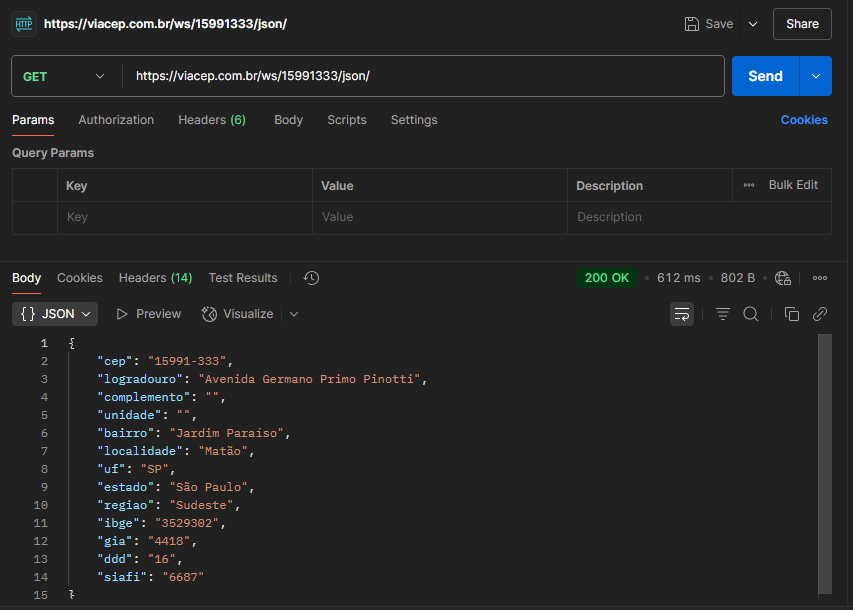 HTTP https://viacep.com.br/ws/15991333/json/ Save Share
GET https://viacep.com.br/ws/15991333/json/ Send
Params Authorization Headers (6) Body Scripts Settings Cookies
Query Params
Key Value Description Bulk Edit
Key Value Description
Body Cookies Headers (14) Test Results 200 OK • 612 ms • 802 B •
{} JSON Preview Visualize
1 {
2 "cep": "15991-333",
3 "logradouro": "Avenida Germano Primo Pinotti",
4 "complemento": "",
5 "unidade": "",
6 "bairro": "Jardim Paraiso",
7 "localidade": "Matão",
8 "uf": "SP",
9 "estado": "São Paulo",
10 "regiao": "Sudeste",
11 "ibge": "3529302",
12 "gia": "4418",
13 "ddd": "16",
14 "siafi": "6687"
15 }